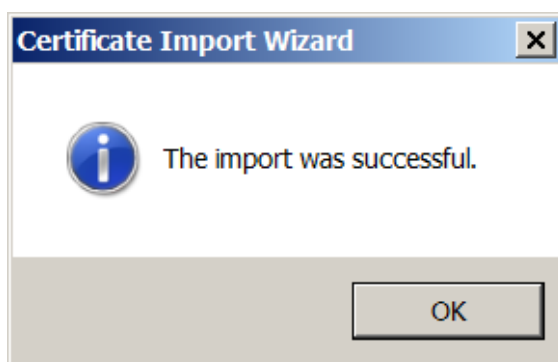 Certificate Import Wizard
The import was successful.
OK